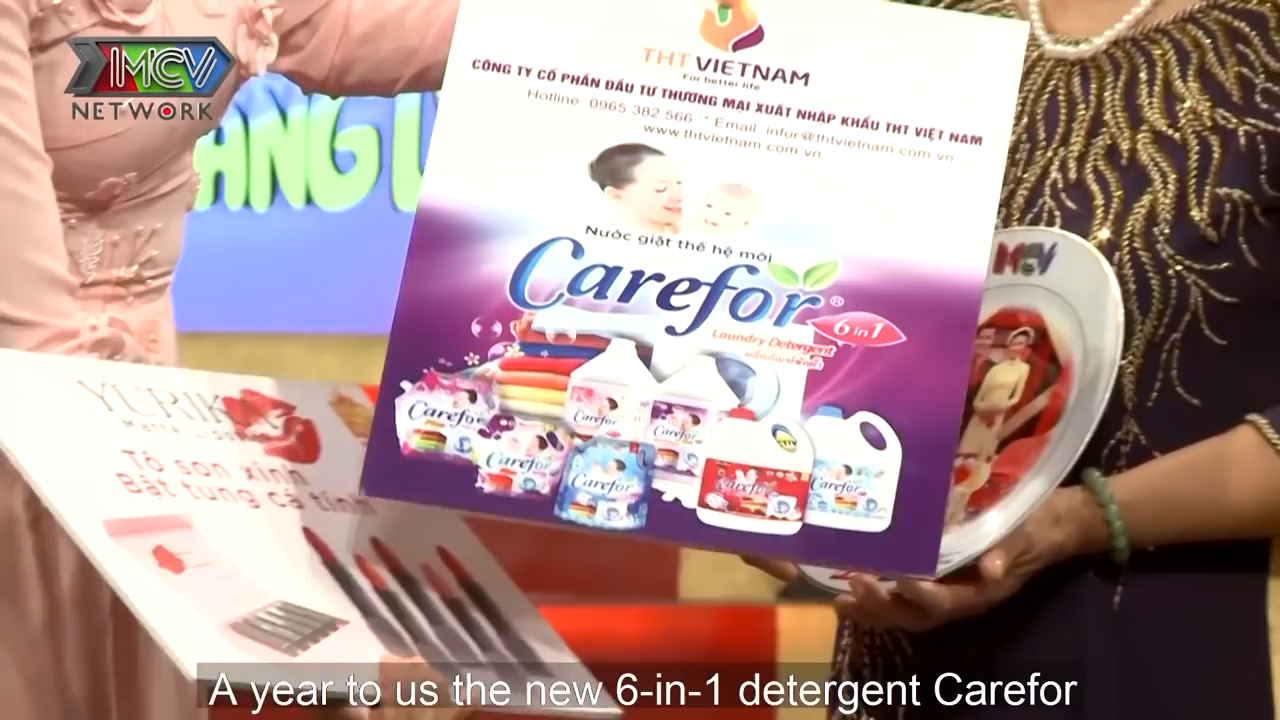 MCV
NETWORK
THT VIETNAM
For better life
CÔNG TY CỔ PHẦN ĐẦU TƯ THƯƠNG MẠI XUẤT NHẬP KHẨU THT VIỆT NAM
Hotline 0965 382 566 * Email infor@thtvietnam.com.vn
www.thtvietnam.com.vn
ANG
Nước giặt thế hệ mới
Carefor®
6 in 1
Laundry Detergent
MCV
YURIK
Tô son xinh
Bật tung cá tính
Carefor
Carefor
Carefor
Carefor
Carefor
Carefor
Carefor
A year to us the new 6-in-1 detergent Carefor